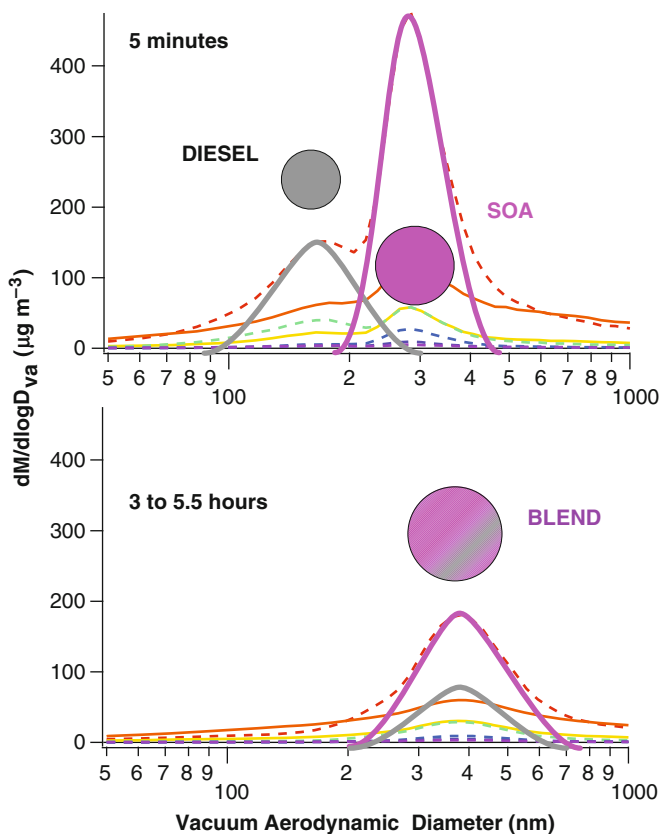 5 minutes
400
300
200
100
0
DIESEL
SOA
5 6 7 8 9 100 2 3 4 5 6 7 8 9 1000
dM/dlogDva (µg m−3)
3 to 5.5 hours
BLEND
400
300
200
100
0
5 6 7 8 9 100 2 3 4 5 6 7 8 9 1000
Vacuum Aerodynamic Diameter (nm)